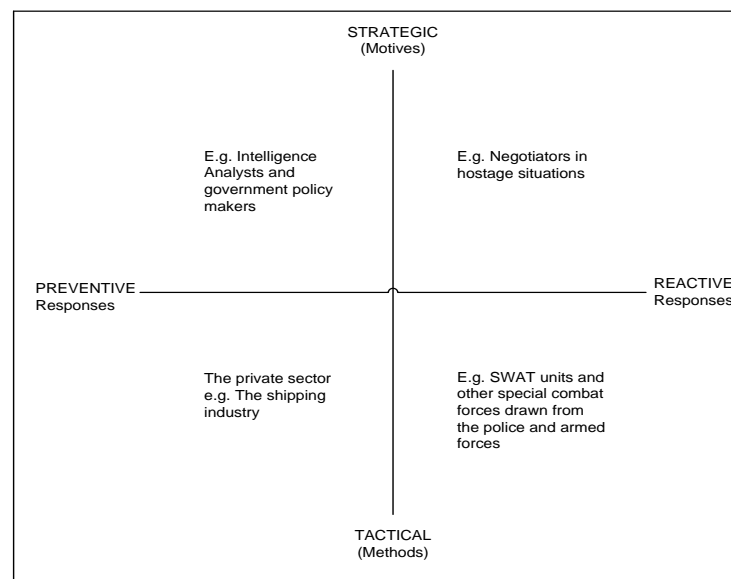 STRATEGIC
(Motives)
E.g. Intelligence
Analysts and
government policy
makers
E.g. Negotiators in
hostage situations
PREVENTIVE
Responses
REACTIVE
Responses
The private sector
e.g. The shipping
industry
E.g. SWAT units and
other special combat
forces drawn from
the police and armed
forces
TACTICAL
(Methods)